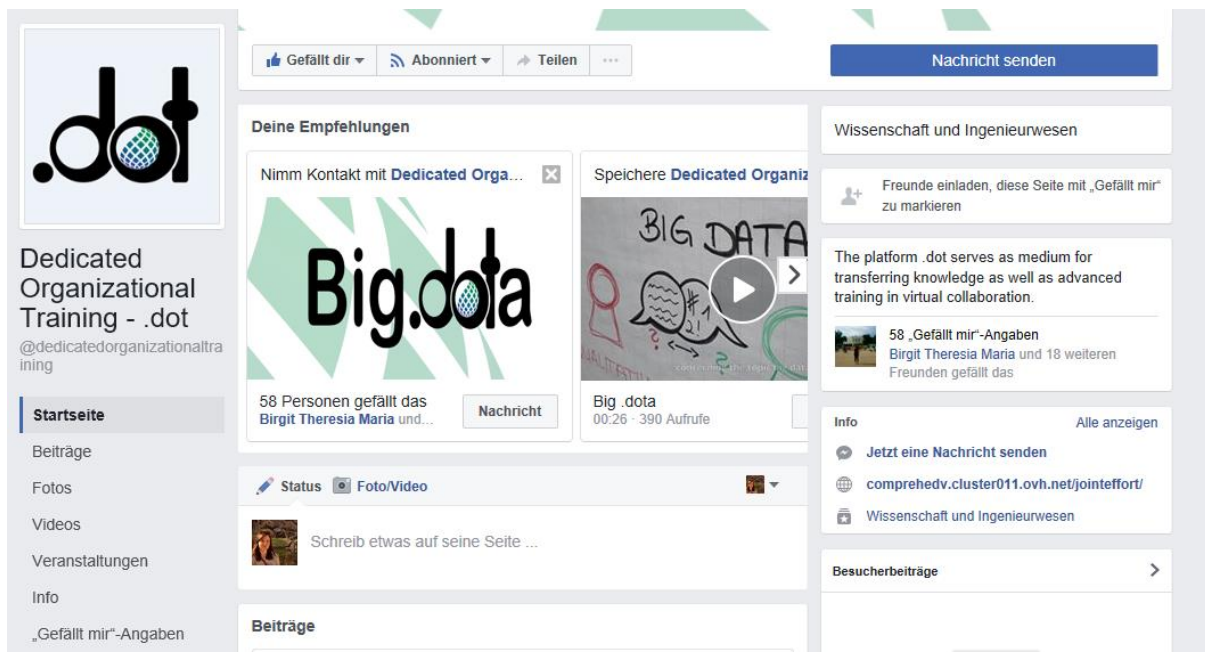 .dot
Dedicated
Organizational
Training - .dot
@dedicatedorganizationaltra
ining
Startseite
Beiträge
Fotos
Videos
Veranstaltungen
Info
„Gefällt mir“-Angaben
Gefällt dir
Abonniert
Teilen
Nachricht senden
Deine Empfehlungen
Nimm Kontakt mit Dedicated Orga...
Big.dota
58 Personen gefällt das
Birgit Theresia Maria und...
Nachricht
Speichere Dedicated Organiz
BIG DATA
#1
?!
? ?
Big .dota
00:26 · 390 Aufrufe
Status
Foto/Video
Schreib etwas auf seine Seite ...
Beiträge
Wissenschaft und Ingenieurwesen
Freunde einladen, diese Seite mit „Gefällt mir“
zu markieren
The platform .dot serves as medium for
transferring knowledge as well as advanced
training in virtual collaboration.
58 „Gefällt mir“-Angaben
Birgit Theresia Maria und 18 weiteren
Freunden gefällt das
Info
Alle anzeigen
Jetzt eine Nachricht senden
comprehedv.cluster011.ovh.net/jointeffort/
Wissenschaft und Ingenieurwesen
Besucherbeiträge